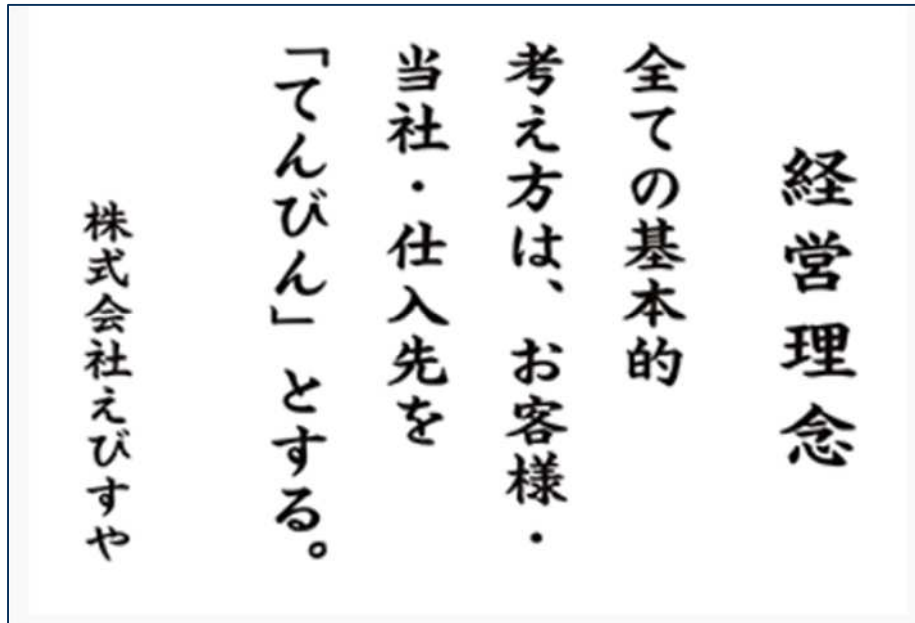 経営理念
全ての基本的
考え方は、お客様・
当社・仕入先を
「てんびん」とする。
株式会社えびすや